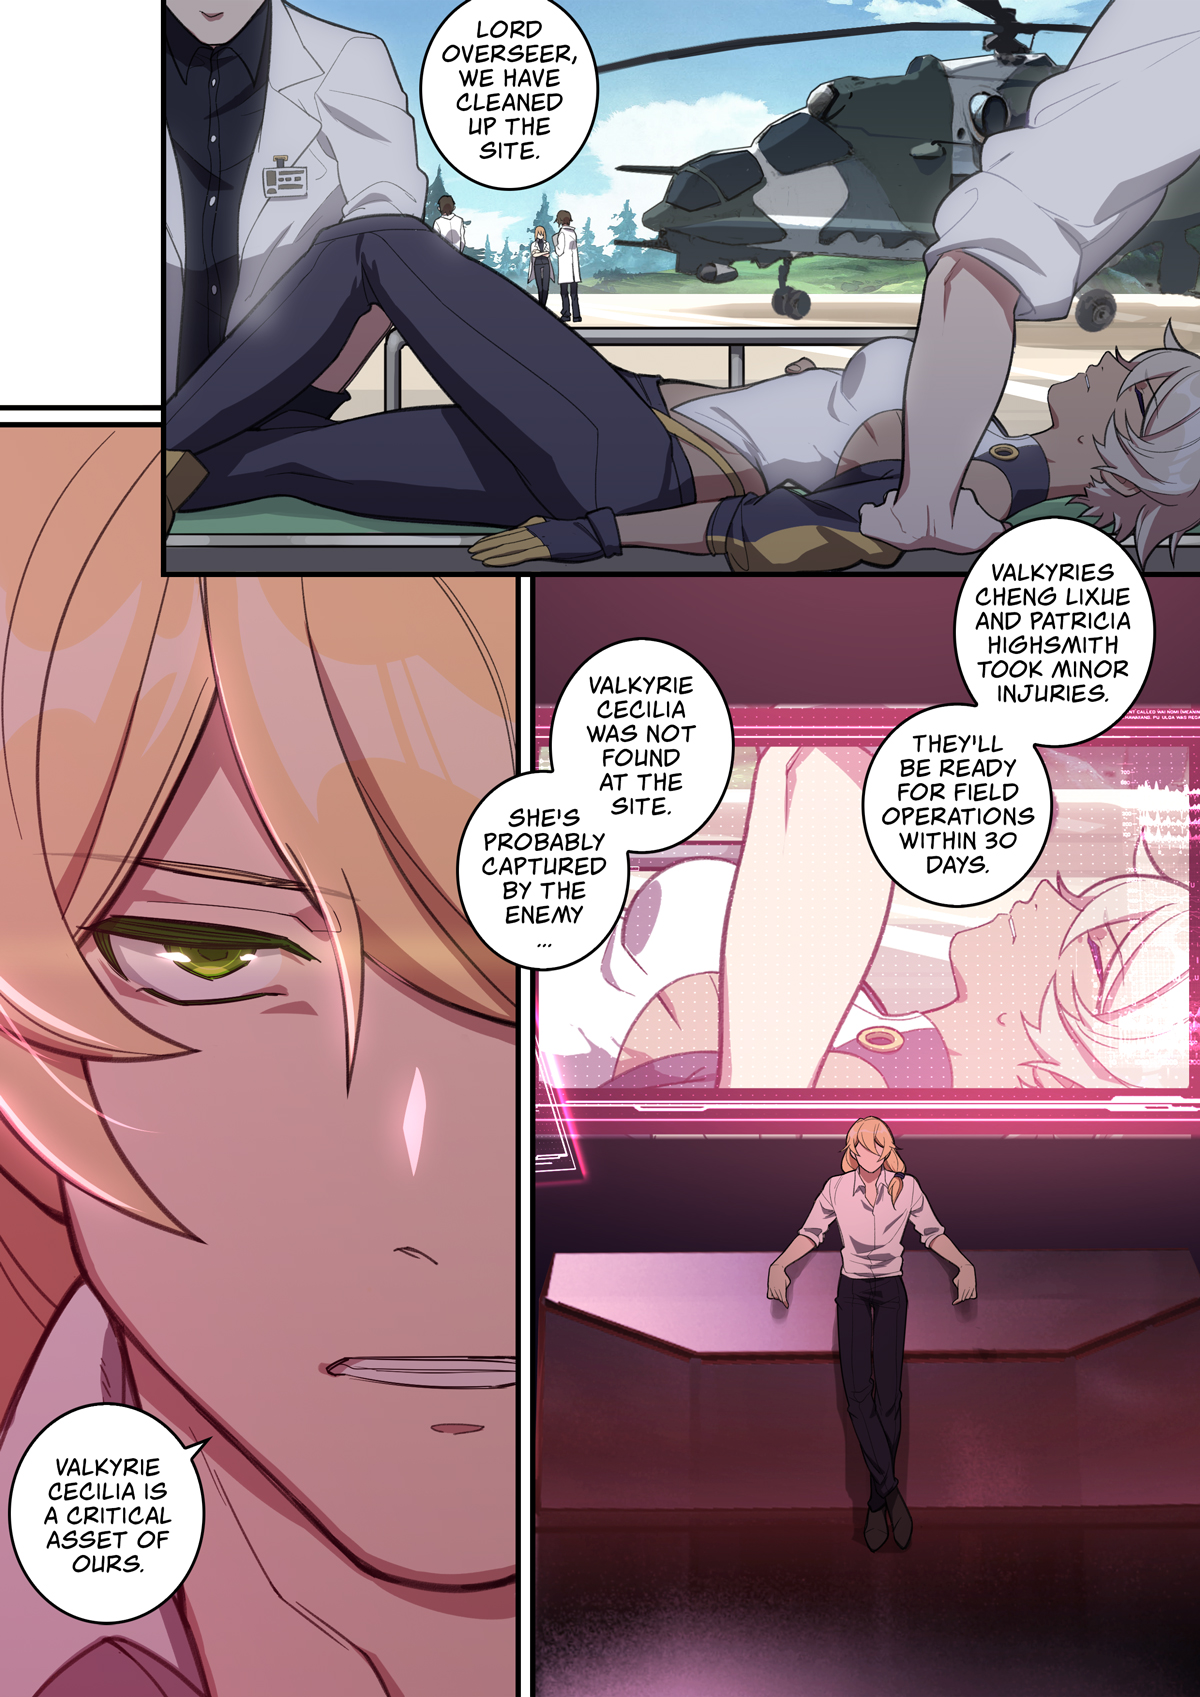 LORD
OVERSEER,
WE HAVE
CLEANED
UP THE
SITE.
VALKYRIES
CHENG LIXUE
AND PATRICIA
HIGHSMITH
TOOK MINOR
INJURIES.
THEY'LL
BE READY
FOR FIELD
OPERATIONS
WITHIN 30
DAYS.
VALKYRIE
CECILIA
WAS NOT
FOUND
AT THE
SITE.
SHE'S
PROBABLY
CAPTURED
BY THE
ENEMY
...
VALKYRIE
CECILIA IS
A CRITICAL
ASSET OF
OURS.